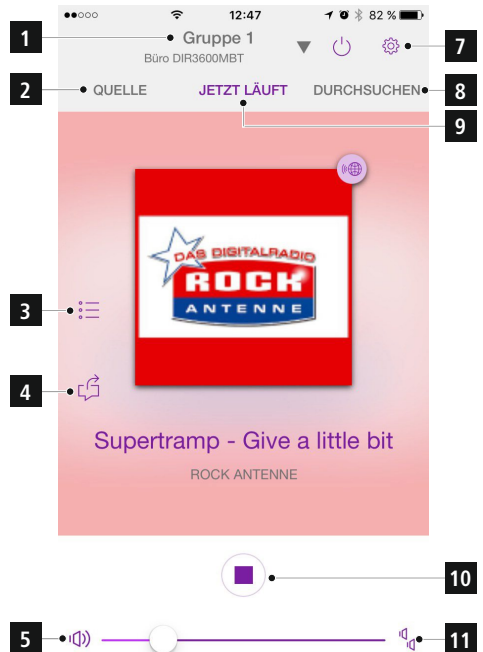 12:47
82 %
1
Gruppe 1
7
Büro DIR3600MBT
2
QUELLE
JETZT LÄUFT
DURCHSUCHEN
8
9
DAS DIGITALRADIO
ROCK
ANTENNE
3
4
Supertramp - Give a little bit
ROCK ANTENNE
10
5
11